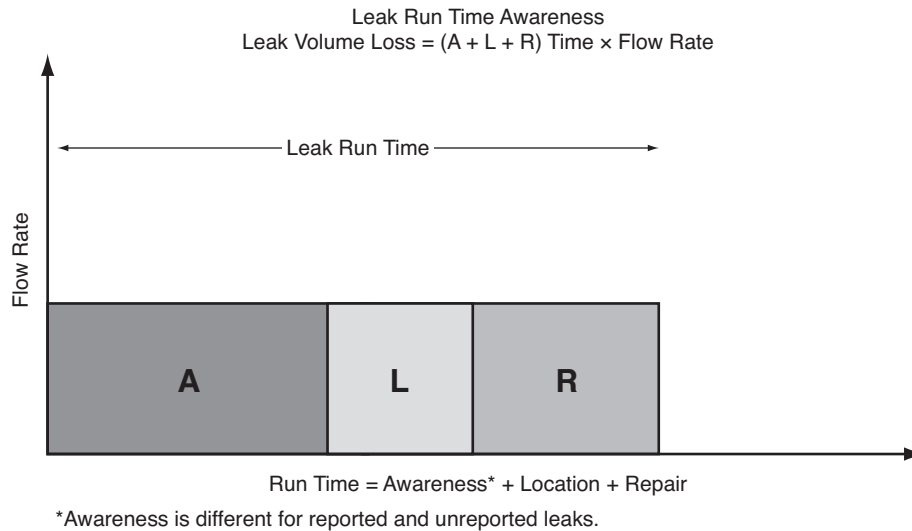 Leak Run Time Awareness
Leak Volume Loss = (A + L + R) Time × Flow Rate
Leak Run Time
Flow Rate
A
L
R
Run Time = Awareness* + Location + Repair
*Awareness is different for reported and unreported leaks.